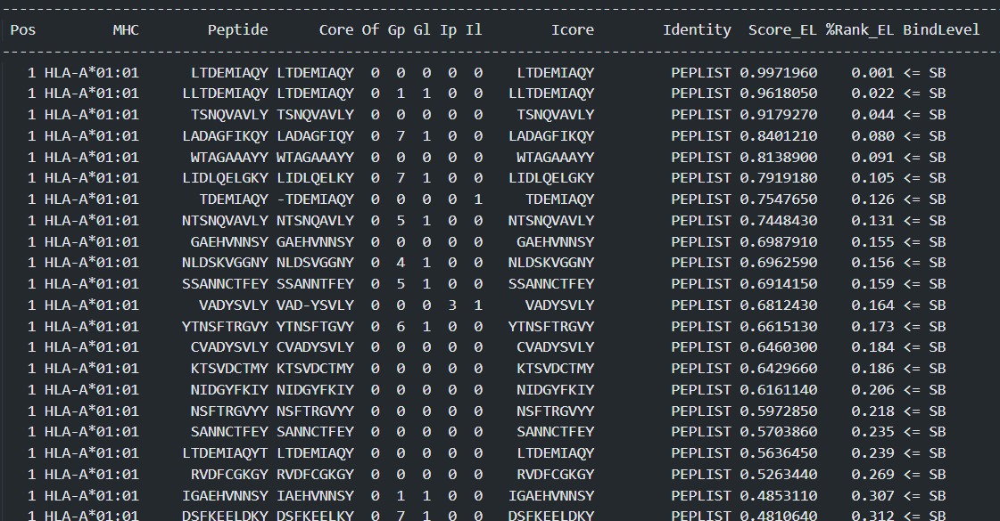 Pos MHC Peptide Core Of Gp Gl Ip Il Icore Identity Score_EL %Rank_EL BindLevel
1 HLA-A*01:01 LTDEMIAQY LTDEMIAQY 0 0 0 0 0 LTDEMIAQY PEPLIST 0.9971960 0.001 <= SB
1 HLA-A*01:01 LLTDEMIAQY LTDEMIAQY 0 1 1 0 0 LLTDEMIAQY PEPLIST 0.9618050 0.022 <= SB
1 HLA-A*01:01 TSNQVAVLY TSNQVAVLY 0 0 0 0 0 TSNQVAVLY PEPLIST 0.9179270 0.044 <= SB
1 HLA-A*01:01 LADAGFIKQY LADAGFIQY 0 7 1 0 0 LADAGFIKQY PEPLIST 0.8401210 0.080 <= SB
1 HLA-A*01:01 WTAGAAAYY WTAGAAAYY 0 0 0 0 0 WTAGAAAYY PEPLIST 0.8138900 0.091 <= SB
1 HLA-A*01:01 LIDLQELGKY LIDLQELKY 0 7 1 0 0 LIDLQELGKY PEPLIST 0.7919180 0.105 <= SB
1 HLA-A*01:01 TDEMIAQY -TDEMIAQY 0 0 0 0 1 TDEMIAQY PEPLIST 0.7547650 0.126 <= SB
1 HLA-A*01:01 NTSNQVAVLY NTSNQAVLY 0 5 1 0 0 NTSNQVAVLY PEPLIST 0.7448430 0.131 <= SB
1 HLA-A*01:01 GAEHVNNSY GAEHVNNSY 0 0 0 0 0 GAEHVNNSY PEPLIST 0.6987910 0.155 <= SB
1 HLA-A*01:01 NLDSKVGGNY NLDSVGGNY 0 4 1 0 0 NLDSKVGGNY PEPLIST 0.6962590 0.156 <= SB
1 HLA-A*01:01 SSANNCTFEY SSANNTFEY 0 5 1 0 0 SSANNCTFEY PEPLIST 0.6914150 0.159 <= SB
1 HLA-A*01:01 VADYSVLY VAD-YSVLY 0 0 0 3 1 VADYSVLY PEPLIST 0.6812430 0.164 <= SB
1 HLA-A*01:01 YTNSFTRGVY YTNSFTGVY 0 6 1 0 0 YTNSFTRGVY PEPLIST 0.6615130 0.173 <= SB
1 HLA-A*01:01 CVADYSVLY CVADYSVLY 0 0 0 0 0 CVADYSVLY PEPLIST 0.6460300 0.184 <= SB
1 HLA-A*01:01 KTSVDCTMY KTSVDCTMY 0 0 0 0 0 KTSVDCTMY PEPLIST 0.6429660 0.186 <= SB
1 HLA-A*01:01 NIDGYFKIY NIDGYFKIY 0 0 0 0 0 NIDGYFKIY PEPLIST 0.6161140 0.206 <= SB
1 HLA-A*01:01 NSFTRGVYY NSFTRGVYY 0 0 0 0 0 NSFTRGVYY PEPLIST 0.5972850 0.218 <= SB
1 HLA-A*01:01 SANNCTFEY SANNCTFEY 0 0 0 0 0 SANNCTFEY PEPLIST 0.5703860 0.235 <= SB
1 HLA-A*01:01 LTDEMIAQYT LTDEMIAQY 0 0 0 0 0 LTDEMIAQY PEPLIST 0.5636450 0.239 <= SB
1 HLA-A*01:01 RVDFCGKGY RVDFCGKGY 0 0 0 0 0 RVDFCGKGY PEPLIST 0.5263440 0.269 <= SB
1 HLA-A*01:01 IGAEHVNNSY IAEHVNNSY 0 1 1 0 0 IGAEHVNNSY PEPLIST 0.4853110 0.307 <= SB
1 HLA-A*01:01 DSFKEELDKY DSFKEELKY 0 7 1 0 0 DSFKEELDKY PEPLIST 0.4810640 0.312 <= SB